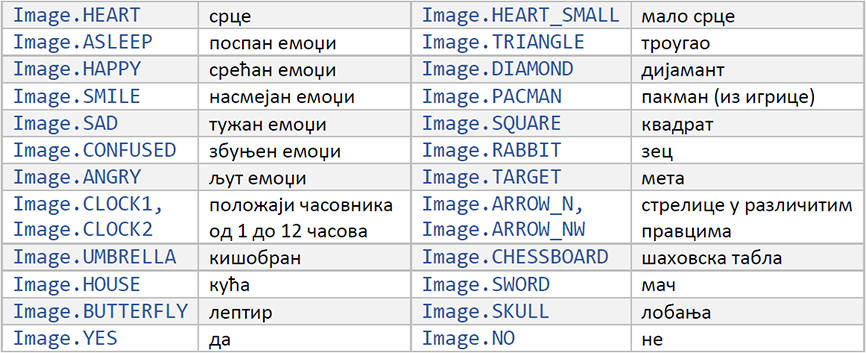 Image.HEART срце Image.HEART_SMALL мало срце
Image.ASLEEP поспан емоџи Image.TRIANGLE троугао
Image.HAPPY срећан емоџи Image.DIAMOND дијамант
Image.SMILE насмејан емоџи Image.PACMAN пакман (из игрице)
Image.SAD тужан емоџи Image.SQUARE квадрат
Image.CONFUSED збуњен емоџи Image.RABBIT зец
Image.ANGRY љут емоџи Image.TARGET мета
Image.CLOCK1, положаји часовника Image.ARROW_N, стрелице у различитим
Image.CLOCK2 од 1 до 12 часова Image.ARROW_NW правцима
Image.UMBRELLA кишобран Image.CHESSBOARD шаховска табла
Image.HOUSE кућа Image.SWORD мач
Image.BUTTERFLY лептир Image.SKULL лобања
Image.YES да Image.NO не